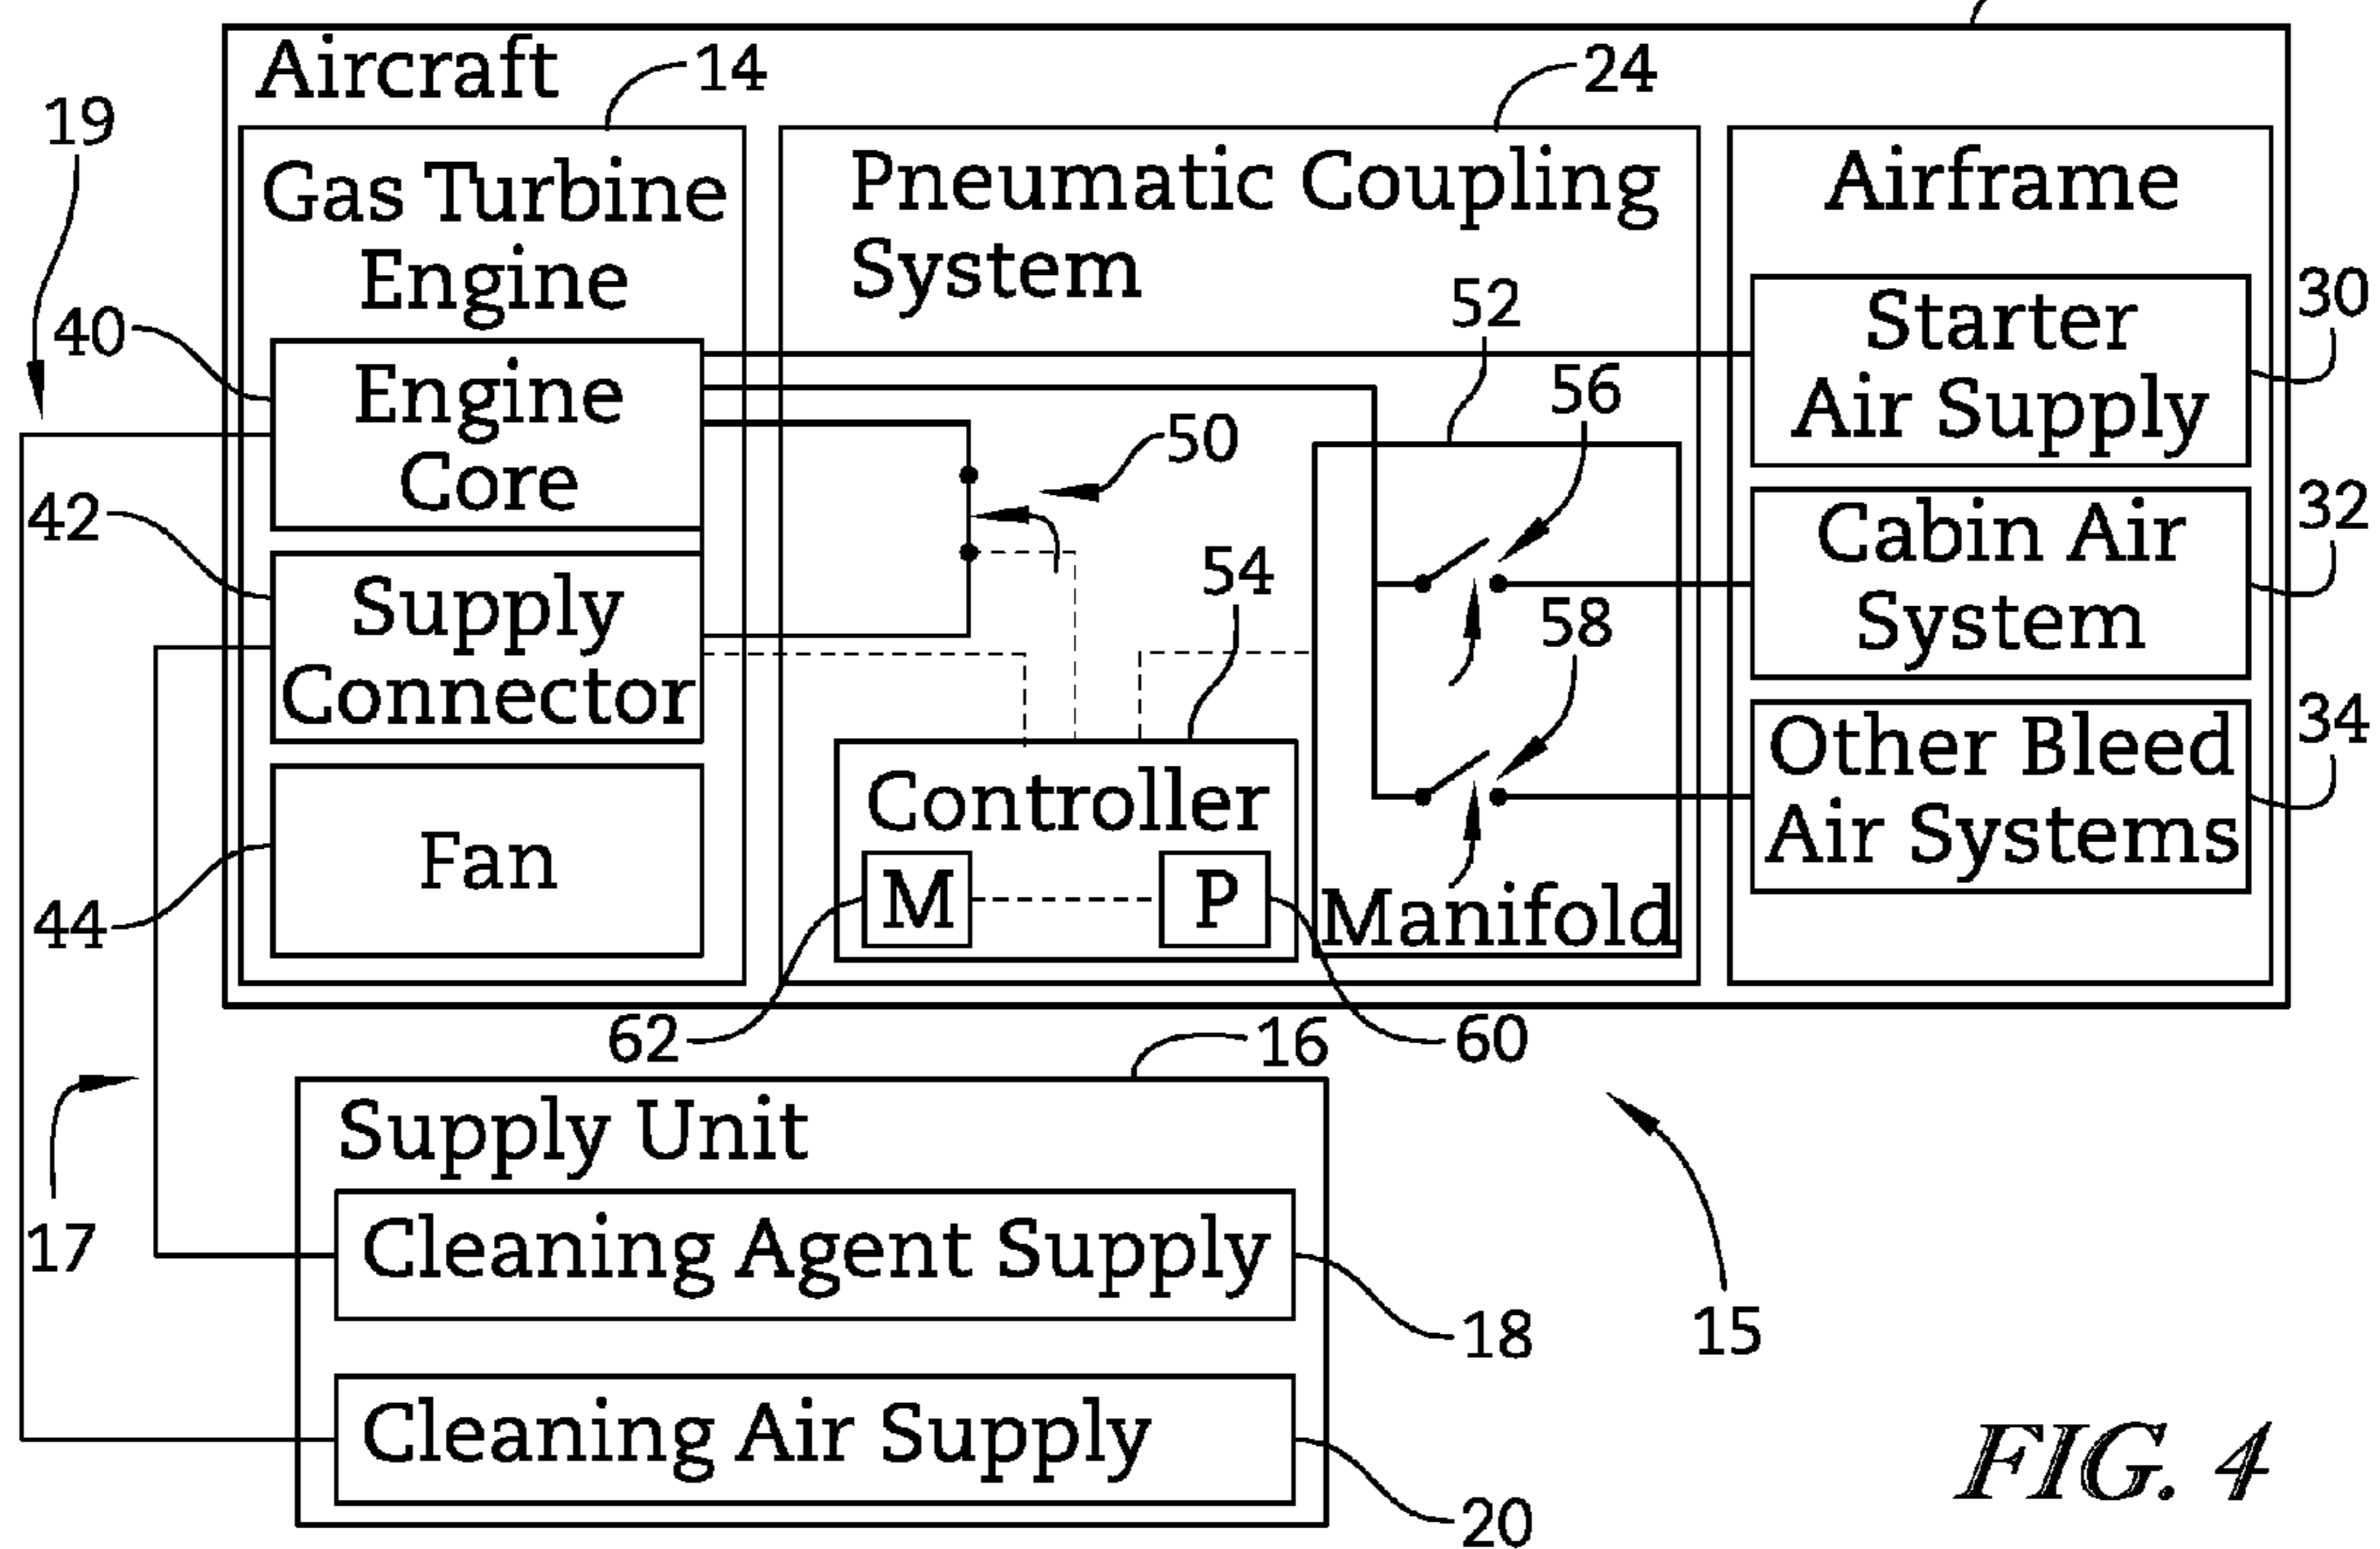 Aircraft
14
24
19
Gas Turbine
Engine
Pneumatic Coupling
System
Airframe
40
Engine
Core
52
56
50
Starter
Air Supply
30
42
Supply
Connector
54
58
Cabin Air
System
32
44
Fan
Controller
M
P
Manifold
Other Bleed
Air Systems
34
62
60
16
17
Supply Unit
Cleaning Agent Supply
18
15
Cleaning Air Supply
20
FIG. 4